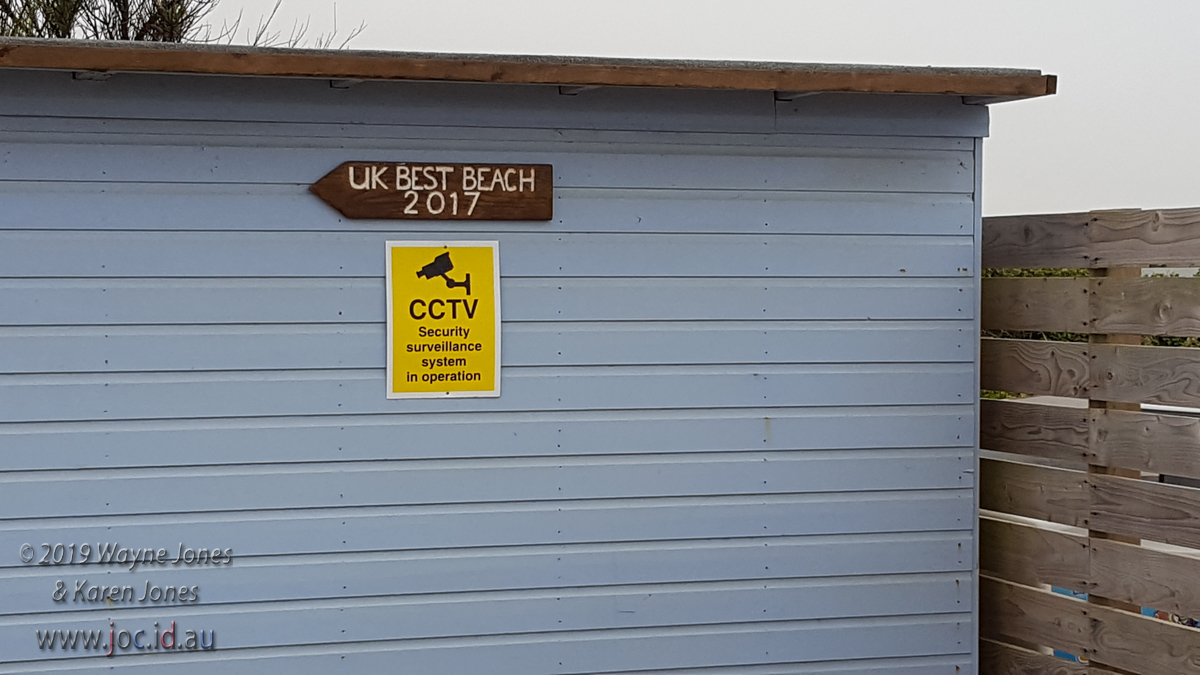 UK BEST BEACH
2017
CCTV
Security
surveillance
system
in operation
© 2019 Wayne Jones
& Karen Jones
www.joc.id.au